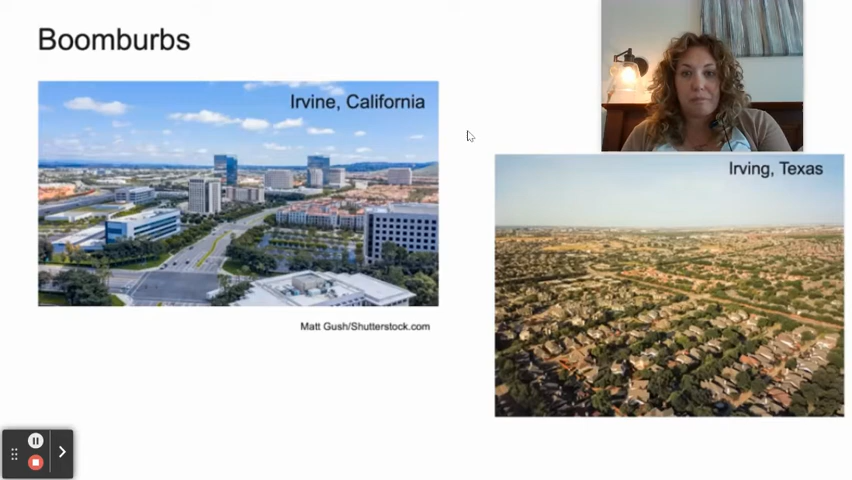 Boomburbs
Irvine, California
Irving, Texas
Matt Gush/Shutterstock.com